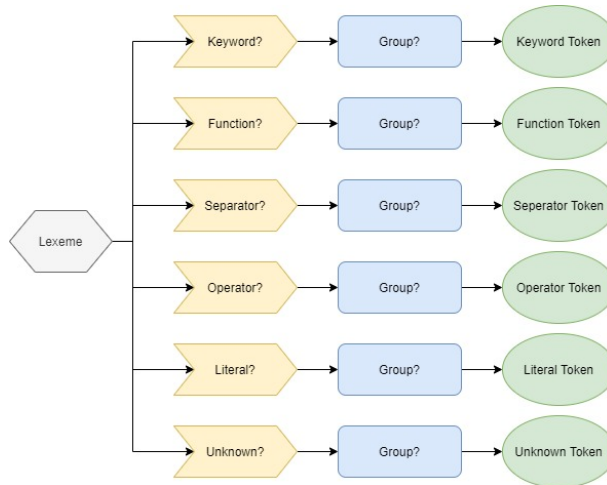 Keyword? Group? Keyword Token
Function? Group? Function Token
Separator? Group? Seperator Token
Lexeme
Operator? Group? Operator Token
Literal? Group? Literal Token
Unknown? Group? Unknown Token